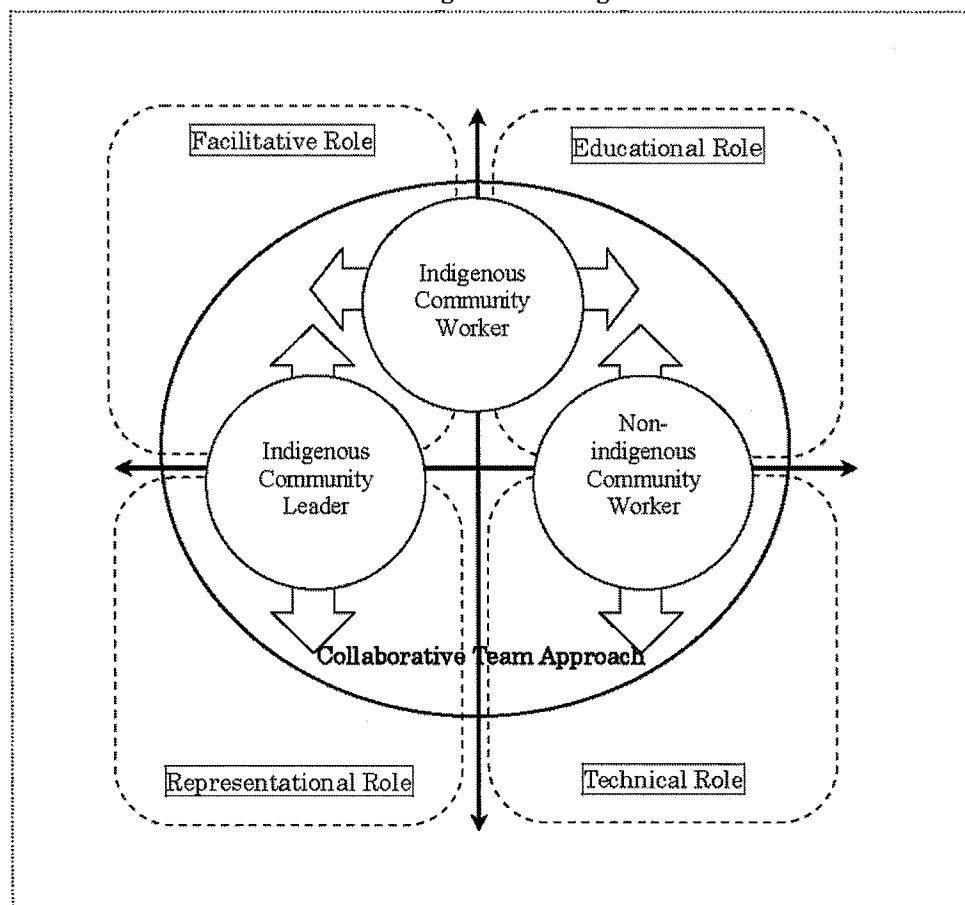 Facilitative Role
Educational Role
Indigenous
Community
Worker
Indigenous
Community
Leader
Non-
indigenous
Community
Worker
Collaborative Team Approach
Representational Role
Technical Role